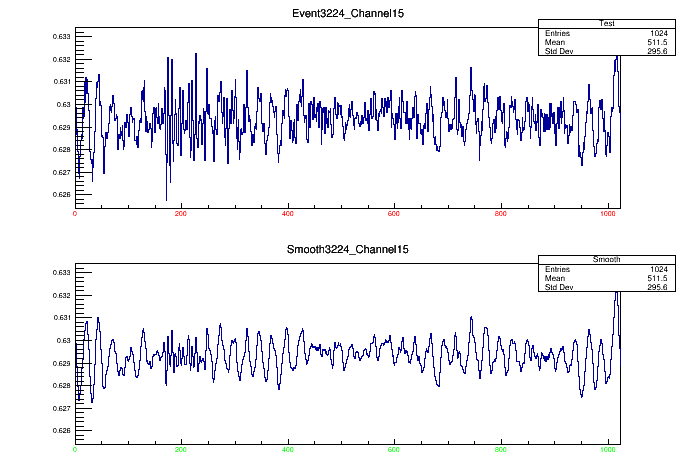 Event3224_Channel15
Test
Entries 1024
Mean 511.5
Std Dev 295.6
0.633
0.632
0.631
0.63
0.629
0.628
0.627
0.626
0 200 400 600 800 1000
Smooth3224_Channel15
Smooth
Entries 1024
Mean 511.5
Std Dev 295.6
0.633
0.632
0.631
0.63
0.629
0.628
0.627
0.626
0 200 400 600 800 1000